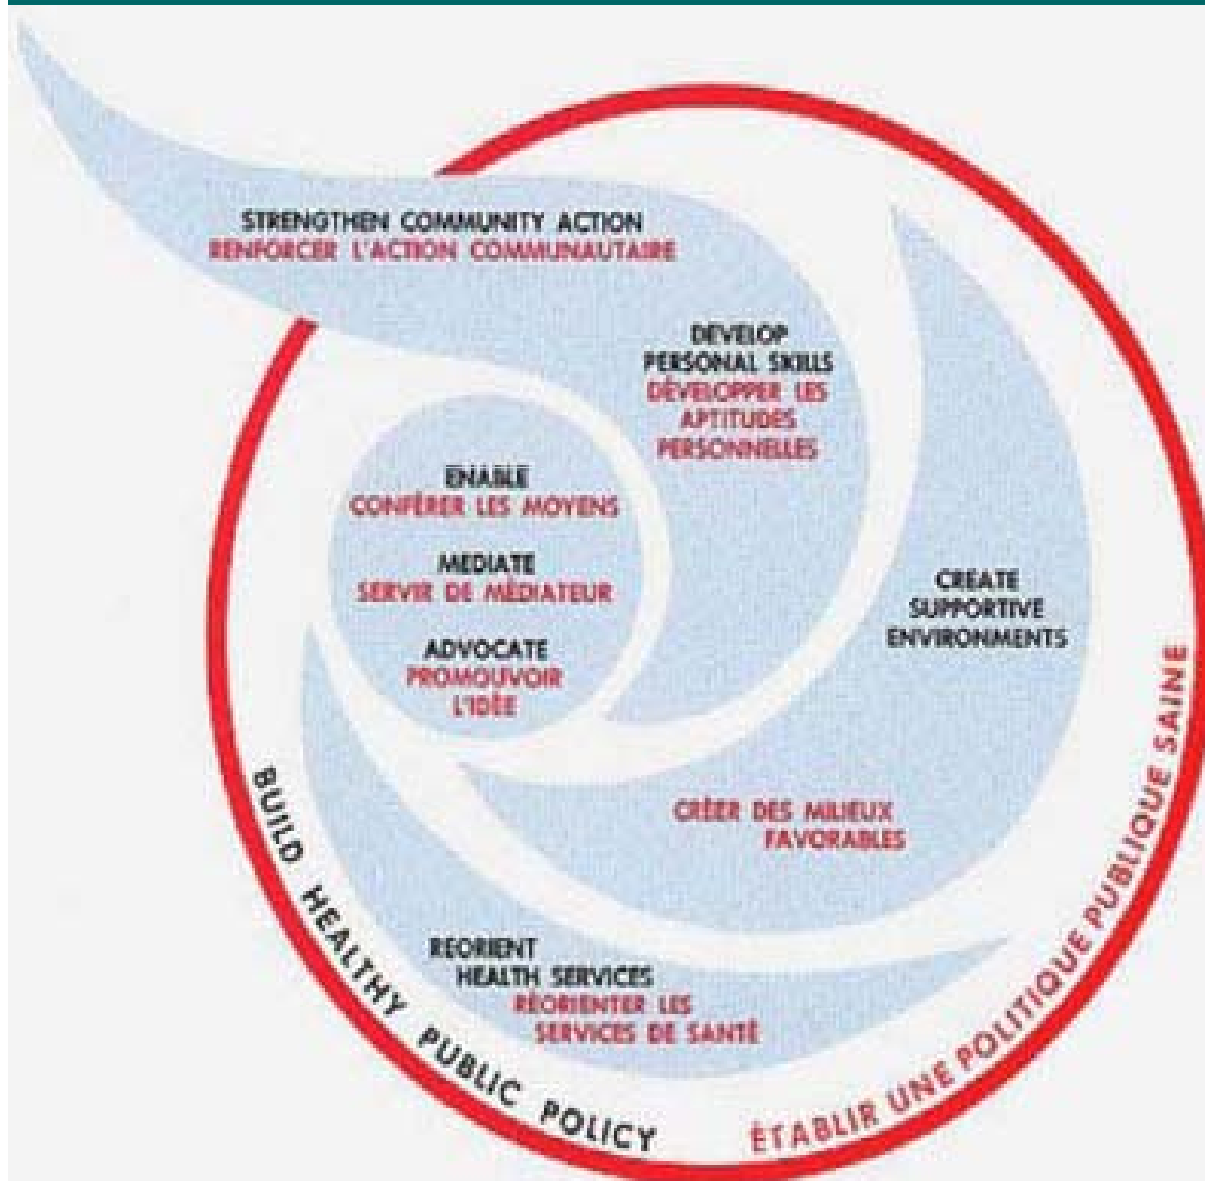 STRENGTHEN COMMUNITY ACTION
RENFORCER L'ACTION COMMUNAUTAIRE
DEVELOP
PERSONAL SKILLS
DÉVELOPPER LES
APTITUDES
PERSONNELLES
ENABLE
CONFÉRER LES MOYENS
MEDIATE
SERVIR DE MÉDIATEUR
ADVOCATE
PROMOUVOIR
L'IDÉE
CREATE
SUPPORTIVE
ENVIRONMENTS
CRÉER DES MILIEUX
FAVORABLES
REORIENT
HEALTH SERVICES
RÉORIENTER LES
SERVICES DE SANTÉ
BUILD HEALTHY PUBLIC POLICY
ÉTABLIR UNE POLITIQUE PUBLIQUE SAINE